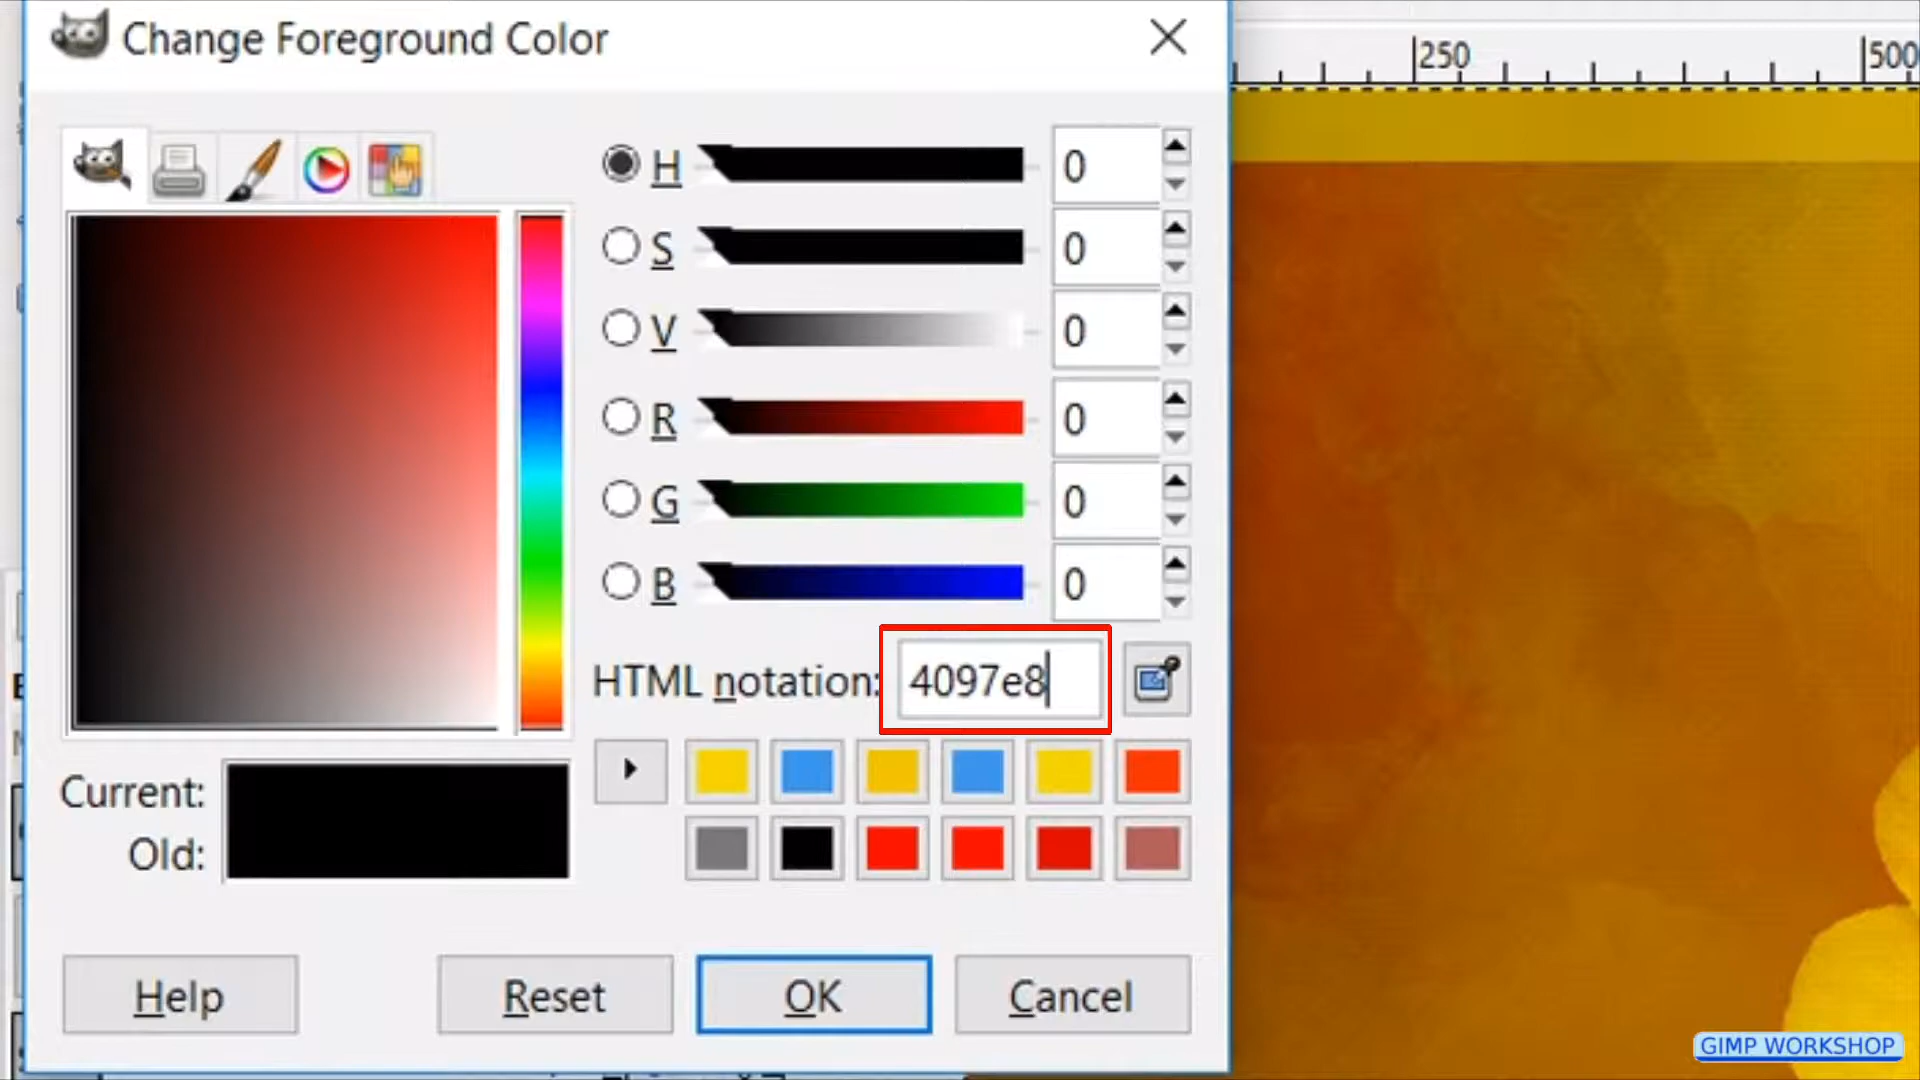 Change Foreground Color
250
500
H 0
S 0
V 0
R 0
G 0
B 0
HTML notation: 4097e8
Current:
Old:
Help
Reset
OK
Cancel
GIMP WORKSHOP